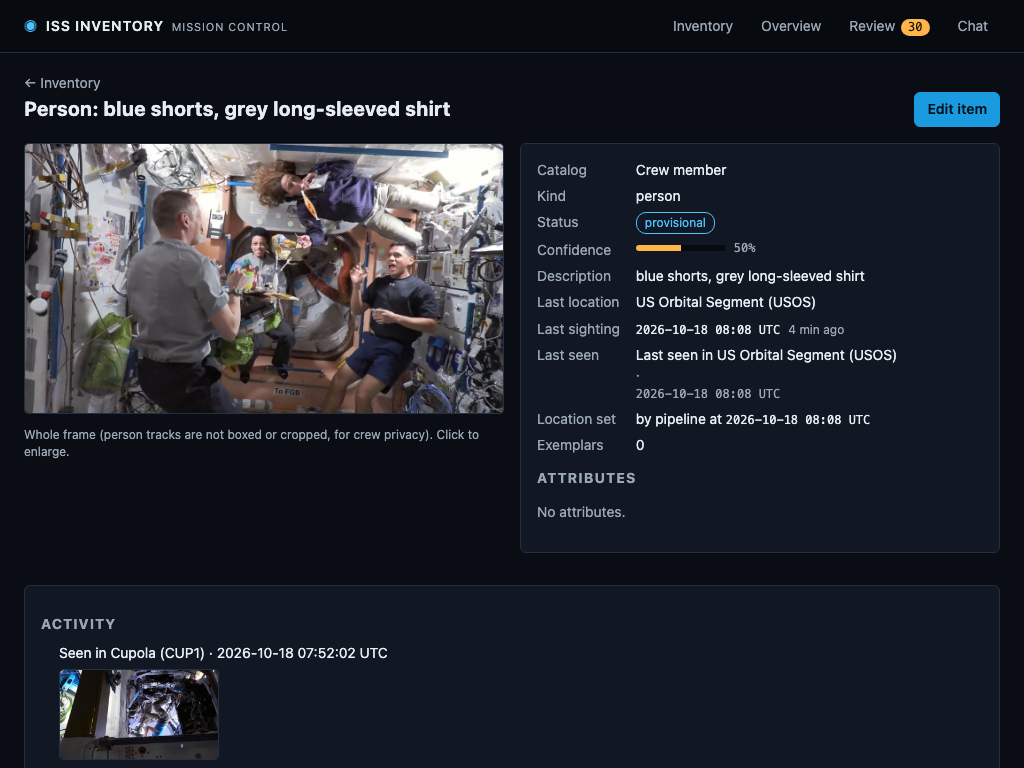 ISS INVENTORY MISSION CONTROL
Inventory
Overview
Review 30
Chat
← Inventory
Person: blue shorts, grey long-sleeved shirt
Edit item
To FGB
Whole frame (person tracks are not boxed or cropped, for crew privacy). Click to
enlarge.
Catalog Crew member
Kind person
Status provisional
Confidence 50%
Description blue shorts, grey long-sleeved shirt
Last location US Orbital Segment (USOS)
Last sighting 2026-10-18 08:08 UTC 4 min ago
Last seen Last seen in US Orbital Segment (USOS)
·
2026-10-18 08:08 UTC
Location set by pipeline at 2026-10-18 08:08 UTC
Exemplars 0
ATTRIBUTES
No attributes.
ACTIVITY
Seen in Cupola (CUP1) · 2026-10-18 07:52:02 UTC